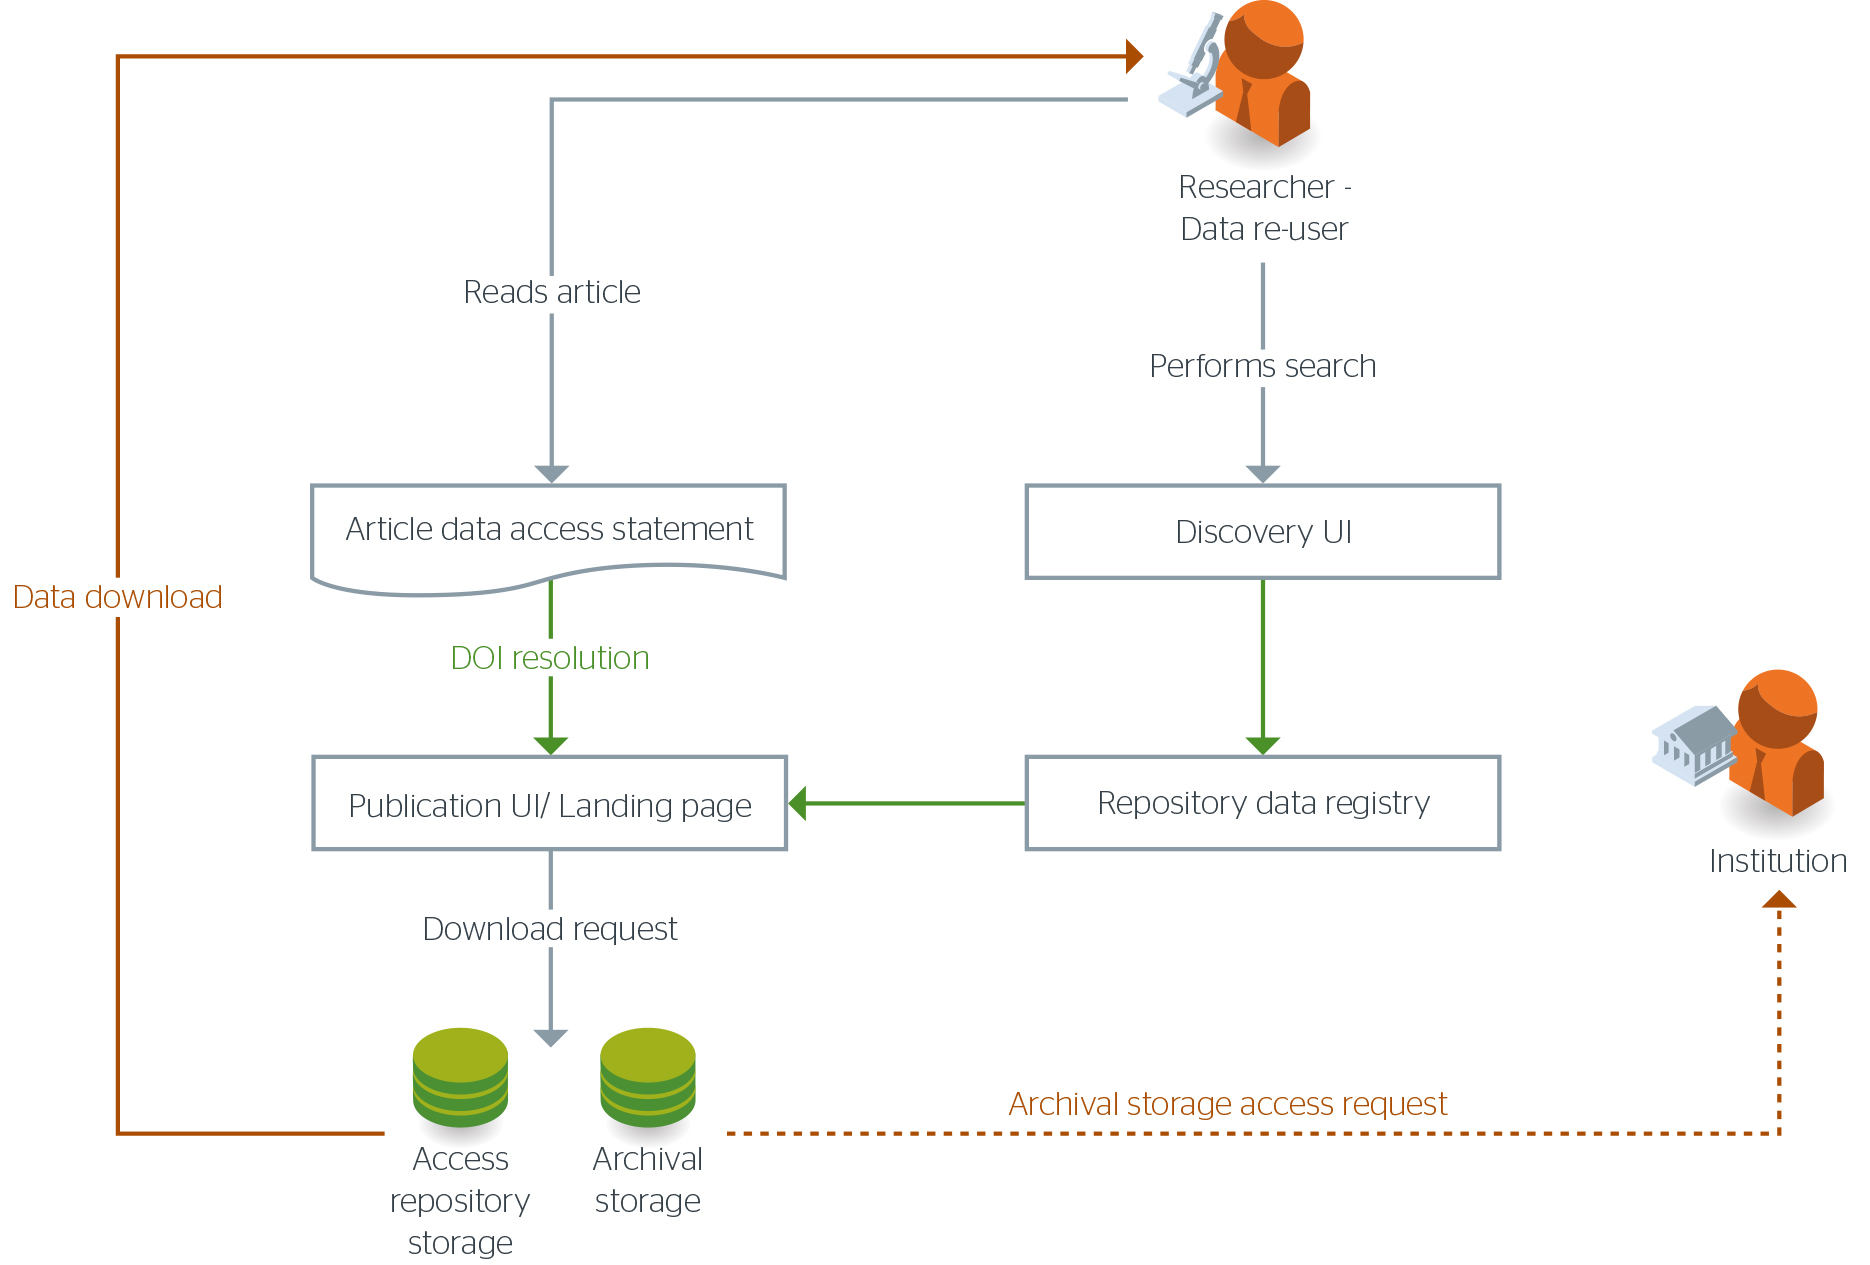 Researcher -
Data re-user
Reads article
Performs search
Article data access statement
Discovery UI
Data download
DOI resolution
Publication UI/ Landing page
Repository data registry
Institution
Download request
Archival storage access request
Access
repository
storage
Archival
storage